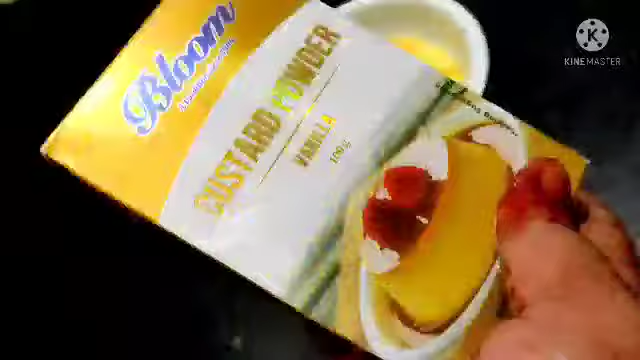 Bloom
CUSTARD POWDER
VANILLA
100g
KINEMASTER